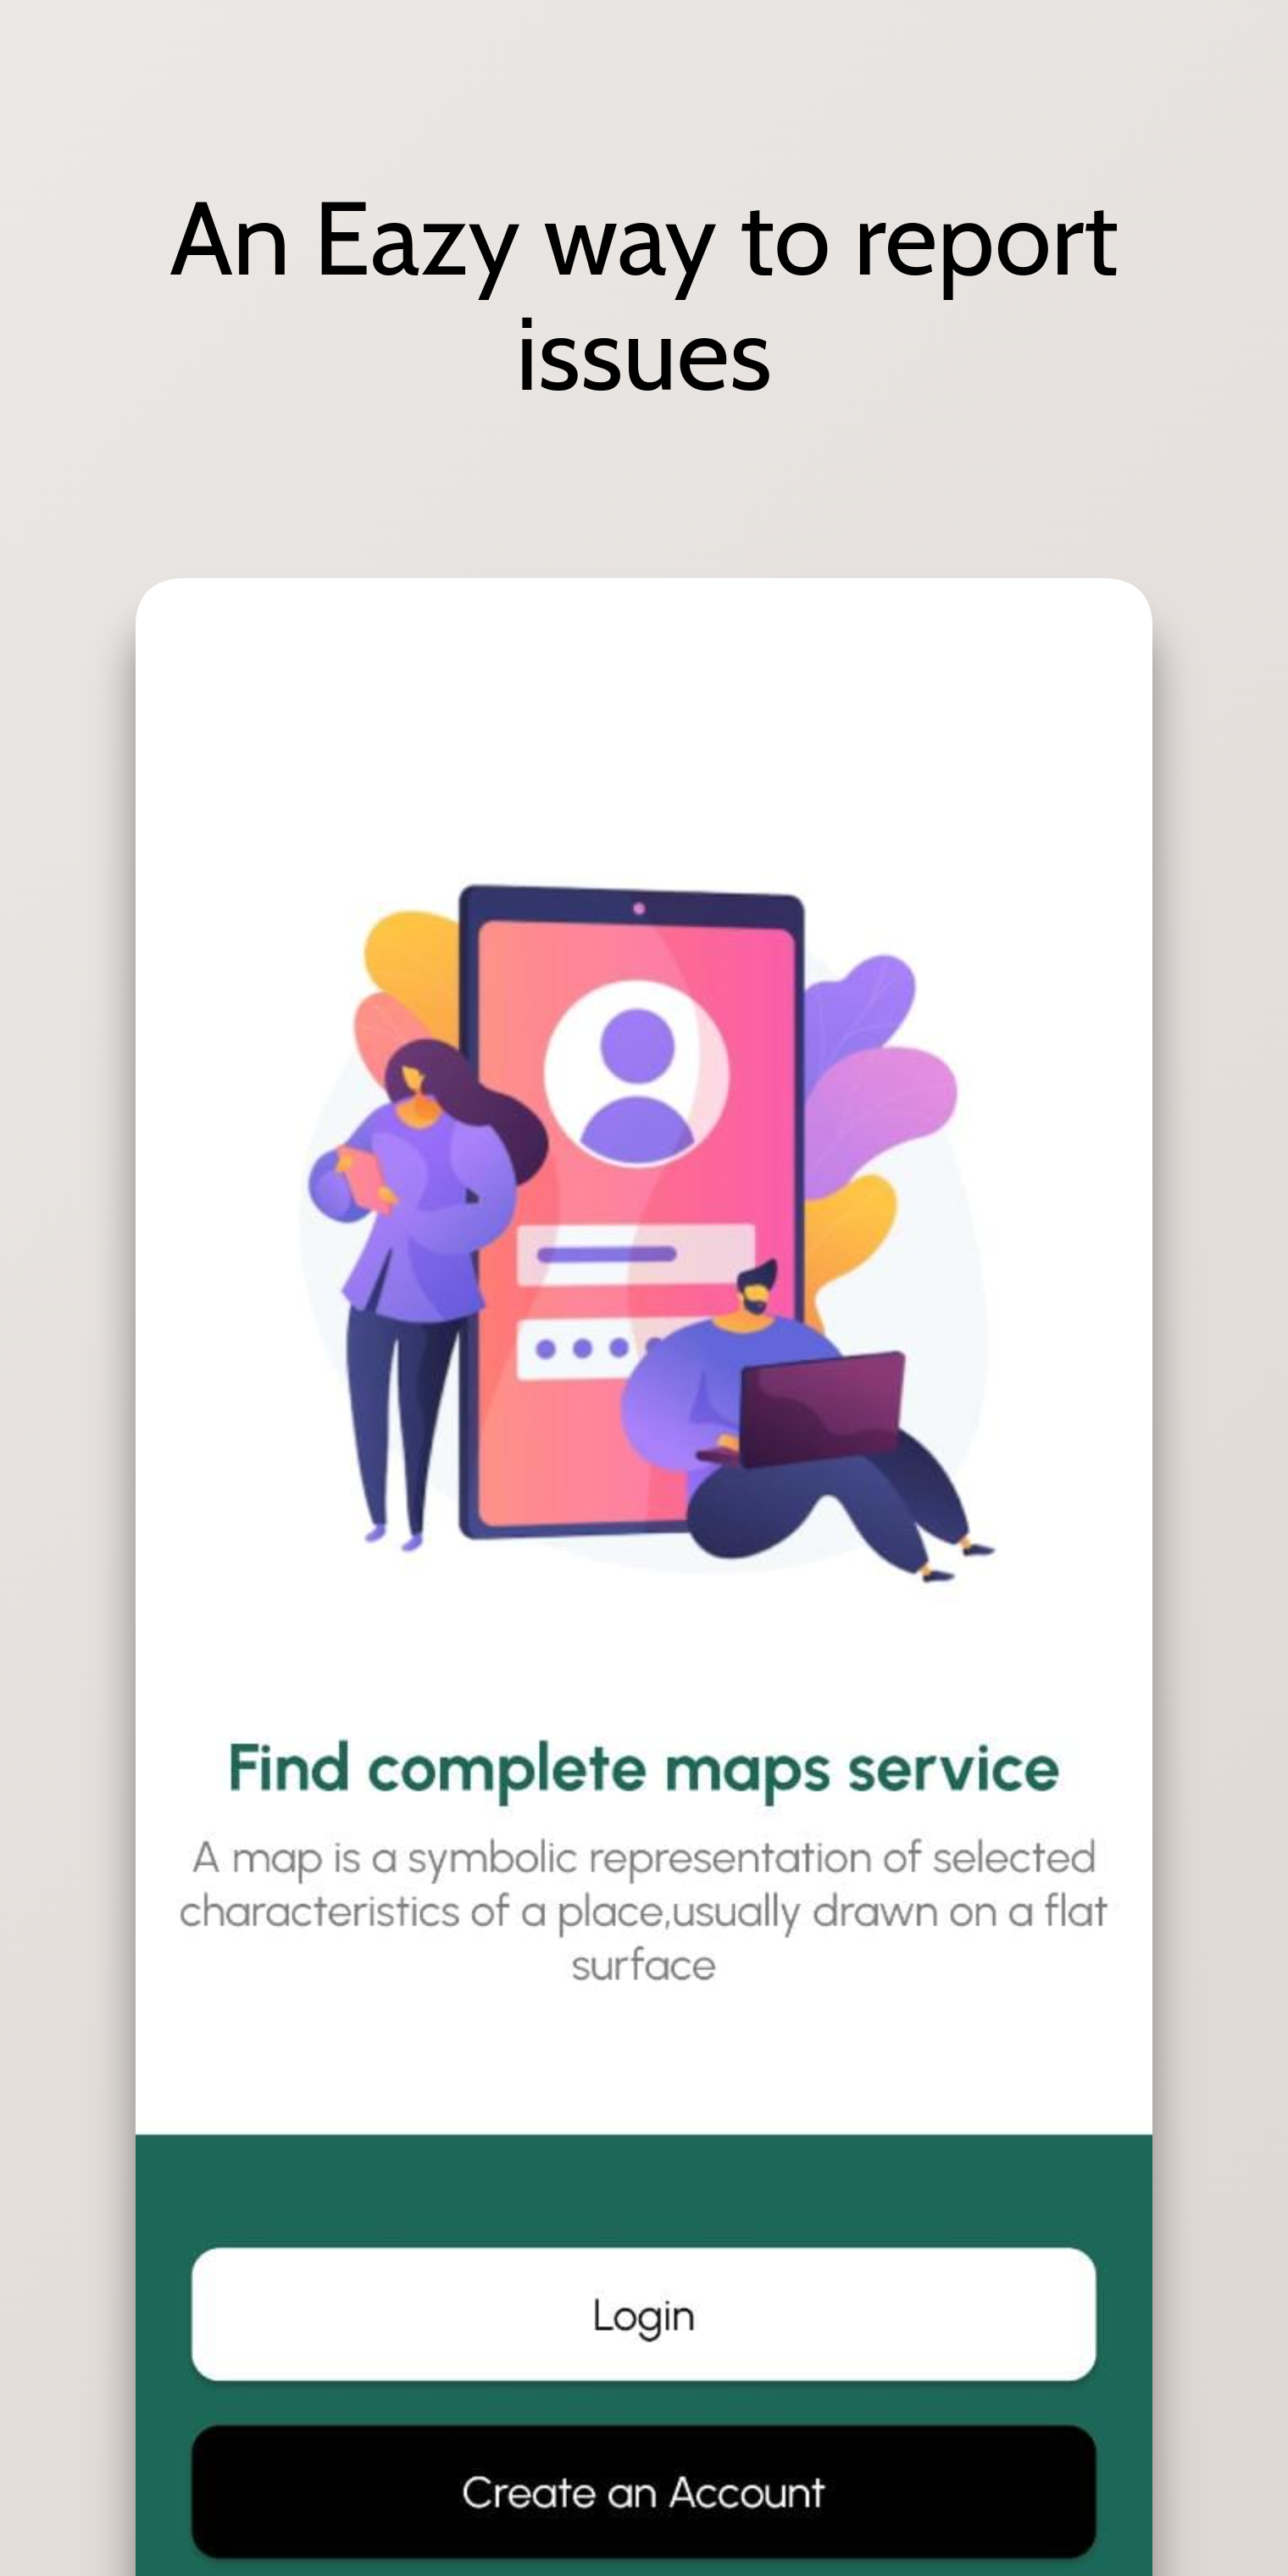 An Eazy way to report
issues
Find complete maps service
A map is a symbolic representation of selected
characteristics of a place,usually drawn on a flat
surface
Login
Create an Account